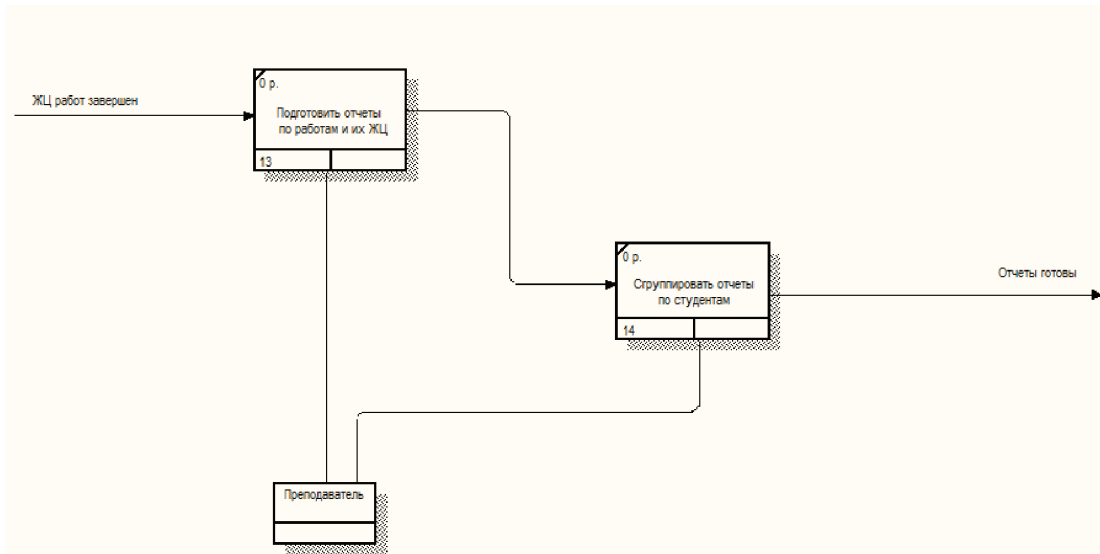 0 р.
ЖЦ работ завершен
Подготовить отчеты
по работам и их ЖЦ
13
0 р.
Отчеты готовы
Сгруппировать отчеты
по студентам
14
Преподаватель